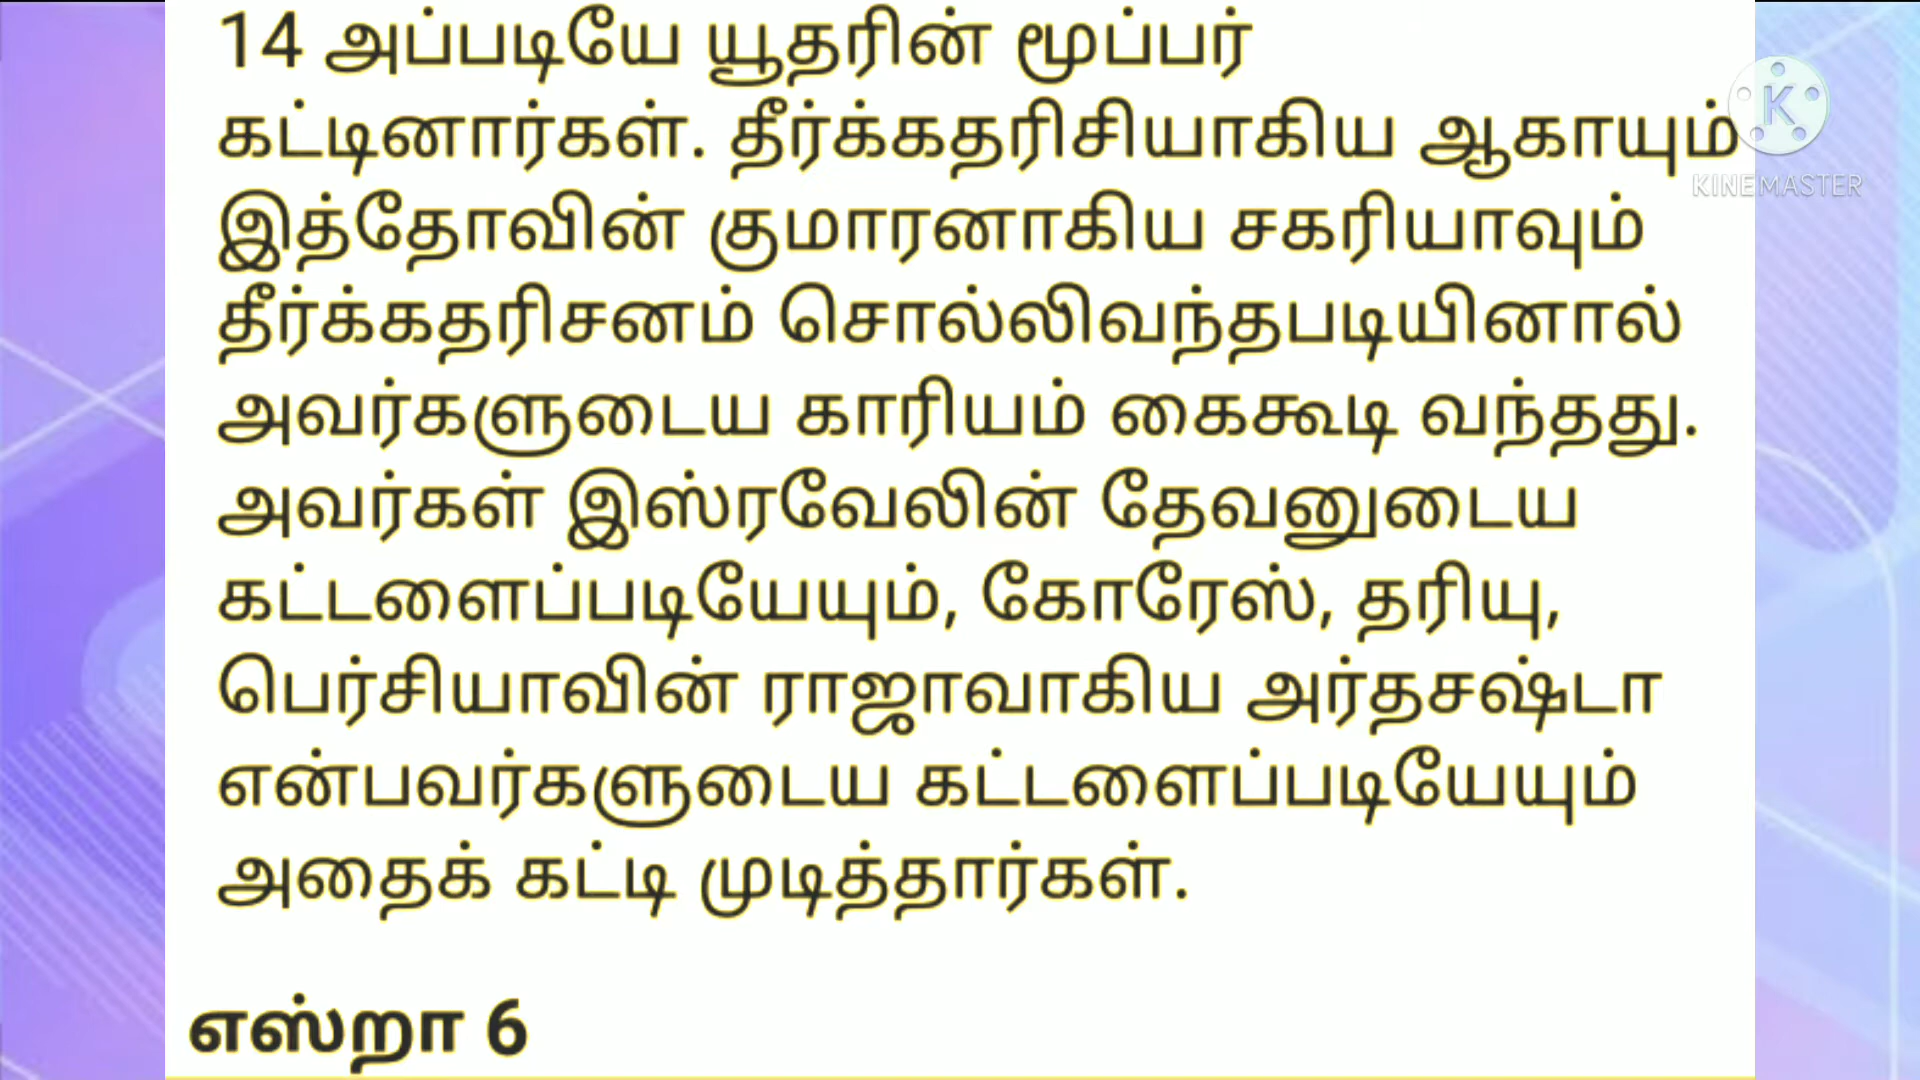 14 அப்படியே யூதரின் மூப்பர்
கட்டினார்கள். தீர்க்கதரிசியாகிய ஆகாயும்
இத்தோவின் குமாரனாகிய சகரியாவும்
தீர்க்கதரிசனம் சொல்லிவந்தபடியினால்
அவர்களுடைய காரியம் கைகூடி வந்தது.
அவர்கள் இஸ்ரவேலின் தேவனுடைய
கட்டளைப்படியேயும், கோரேஸ், தரியு,
பெர்சியாவின் ராஜாவாகிய அர்தசஷ்டா
என்பவர்களுடைய கட்டளைப்படியேயும்
அதைக் கட்டி முடித்தார்கள்.
எஸ்றா 6
K
KINEMASTER